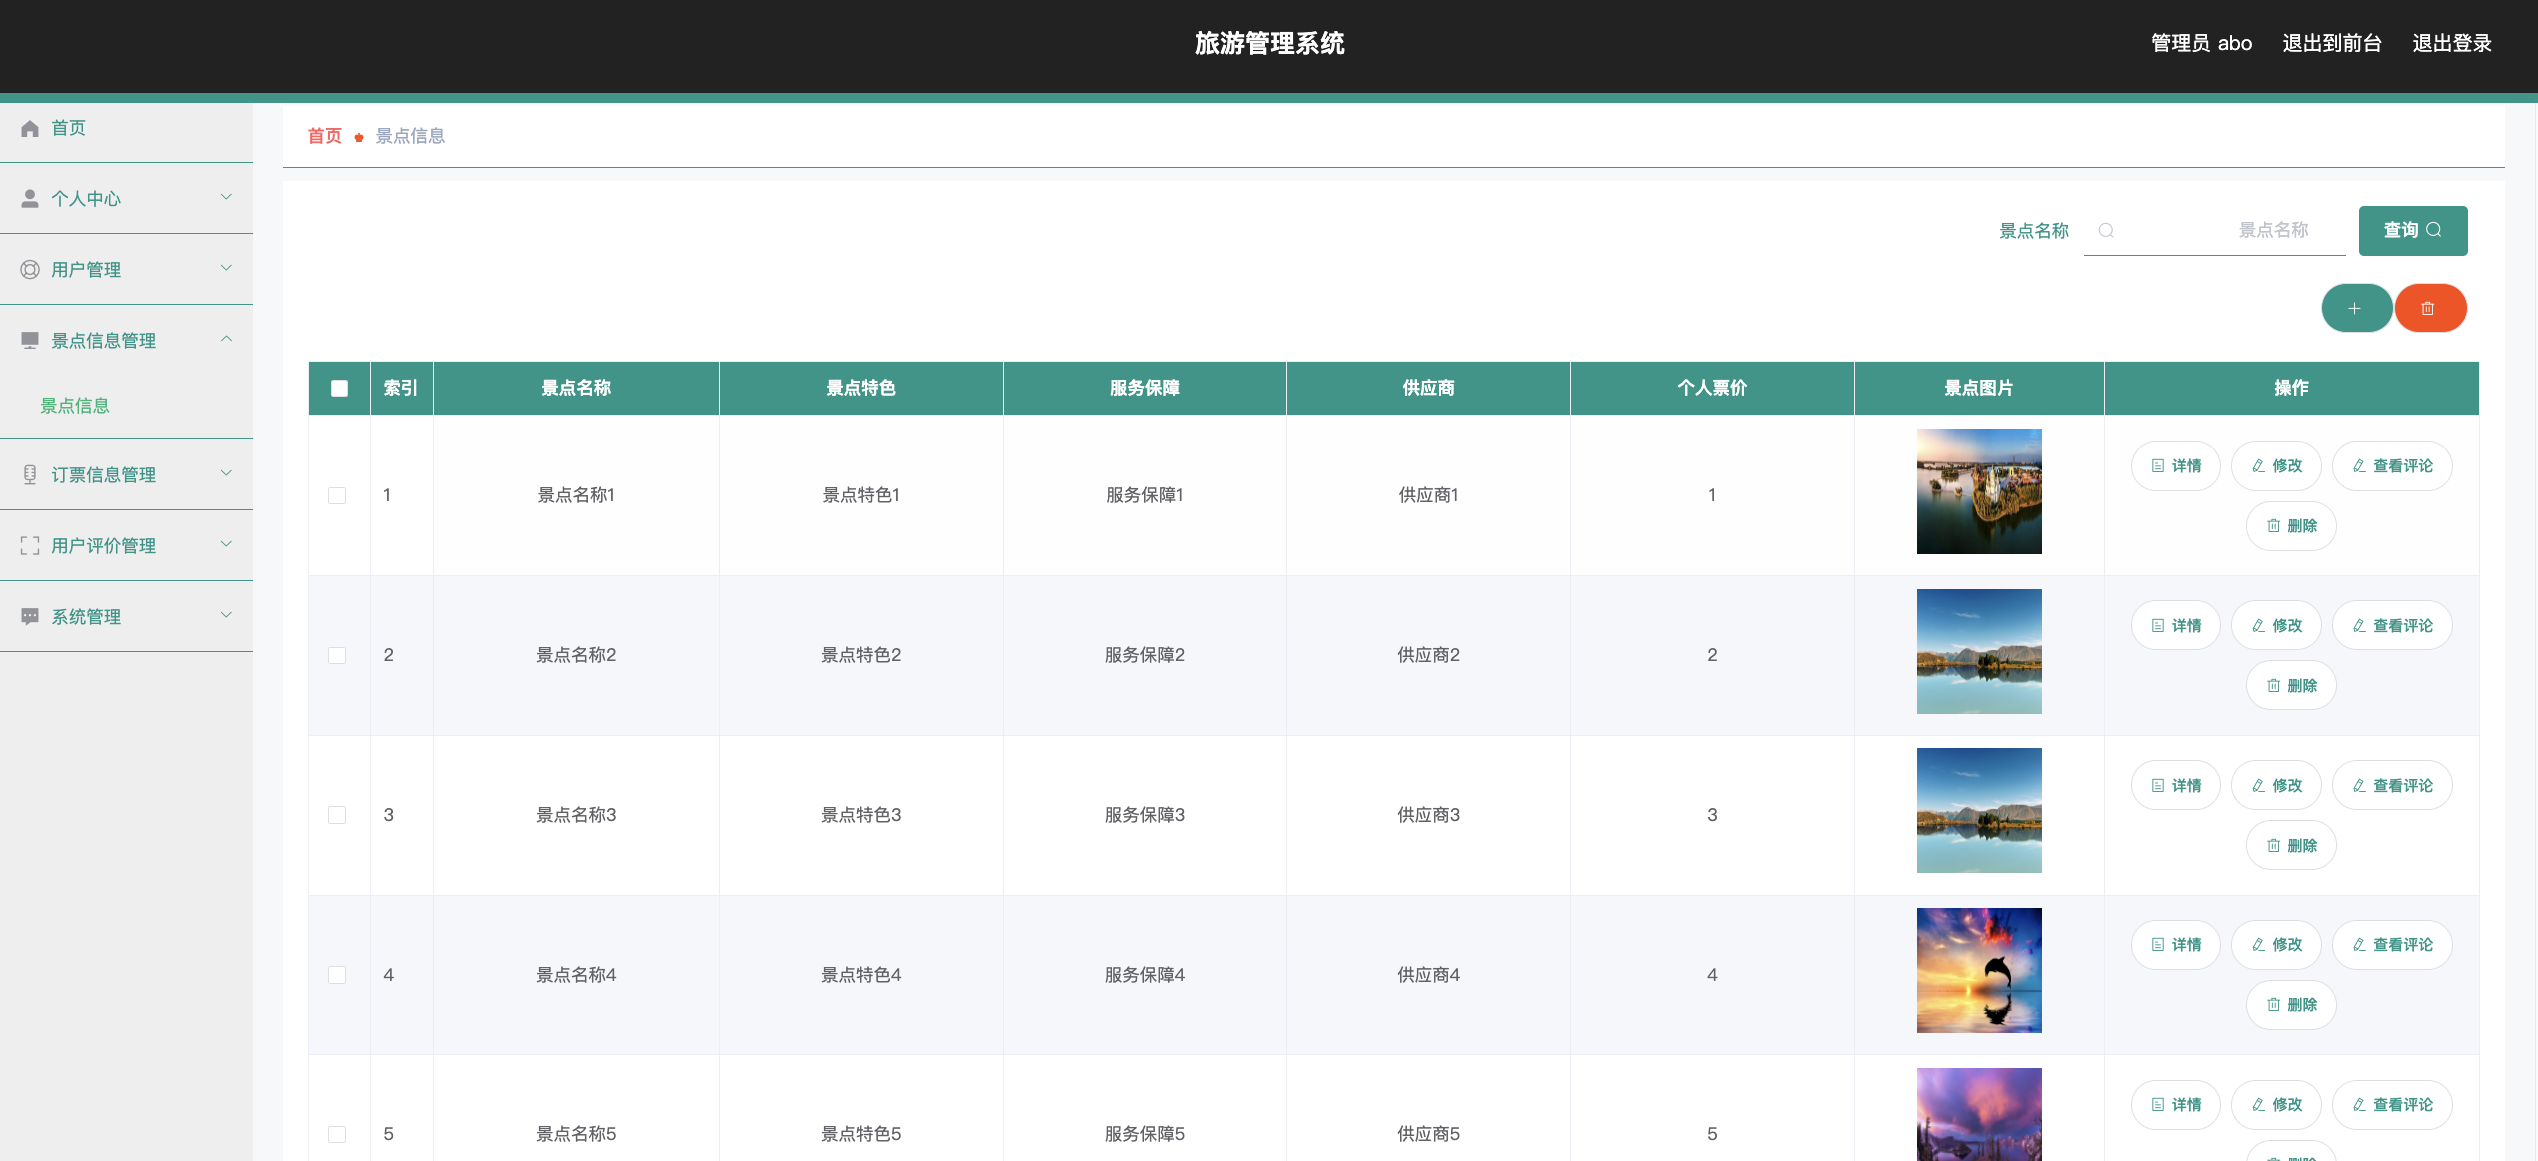 旅游管理系统
管理员 abo 退出到前台 退出登录
首页
个人中心
用户管理
景点信息管理
景点信息
订票信息管理
用户评价管理
系统管理
首页 景点信息
景点名称 景点名称 查询
索引 景点名称 景点特色 服务保障 供应商 个人票价 景点图片 操作
1 景点名称1 景点特色1 服务保障1 供应商1 1 详情 修改 查看评论
删除
2 景点名称2 景点特色2 服务保障2 供应商2 2 详情 修改 查看评论
删除
3 景点名称3 景点特色3 服务保障3 供应商3 3 详情 修改 查看评论
删除
4 景点名称4 景点特色4 服务保障4 供应商4 4 详情 修改 查看评论
删除
5 景点名称5 景点特色5 服务保障5 供应商5 5 详情 修改 查看评论